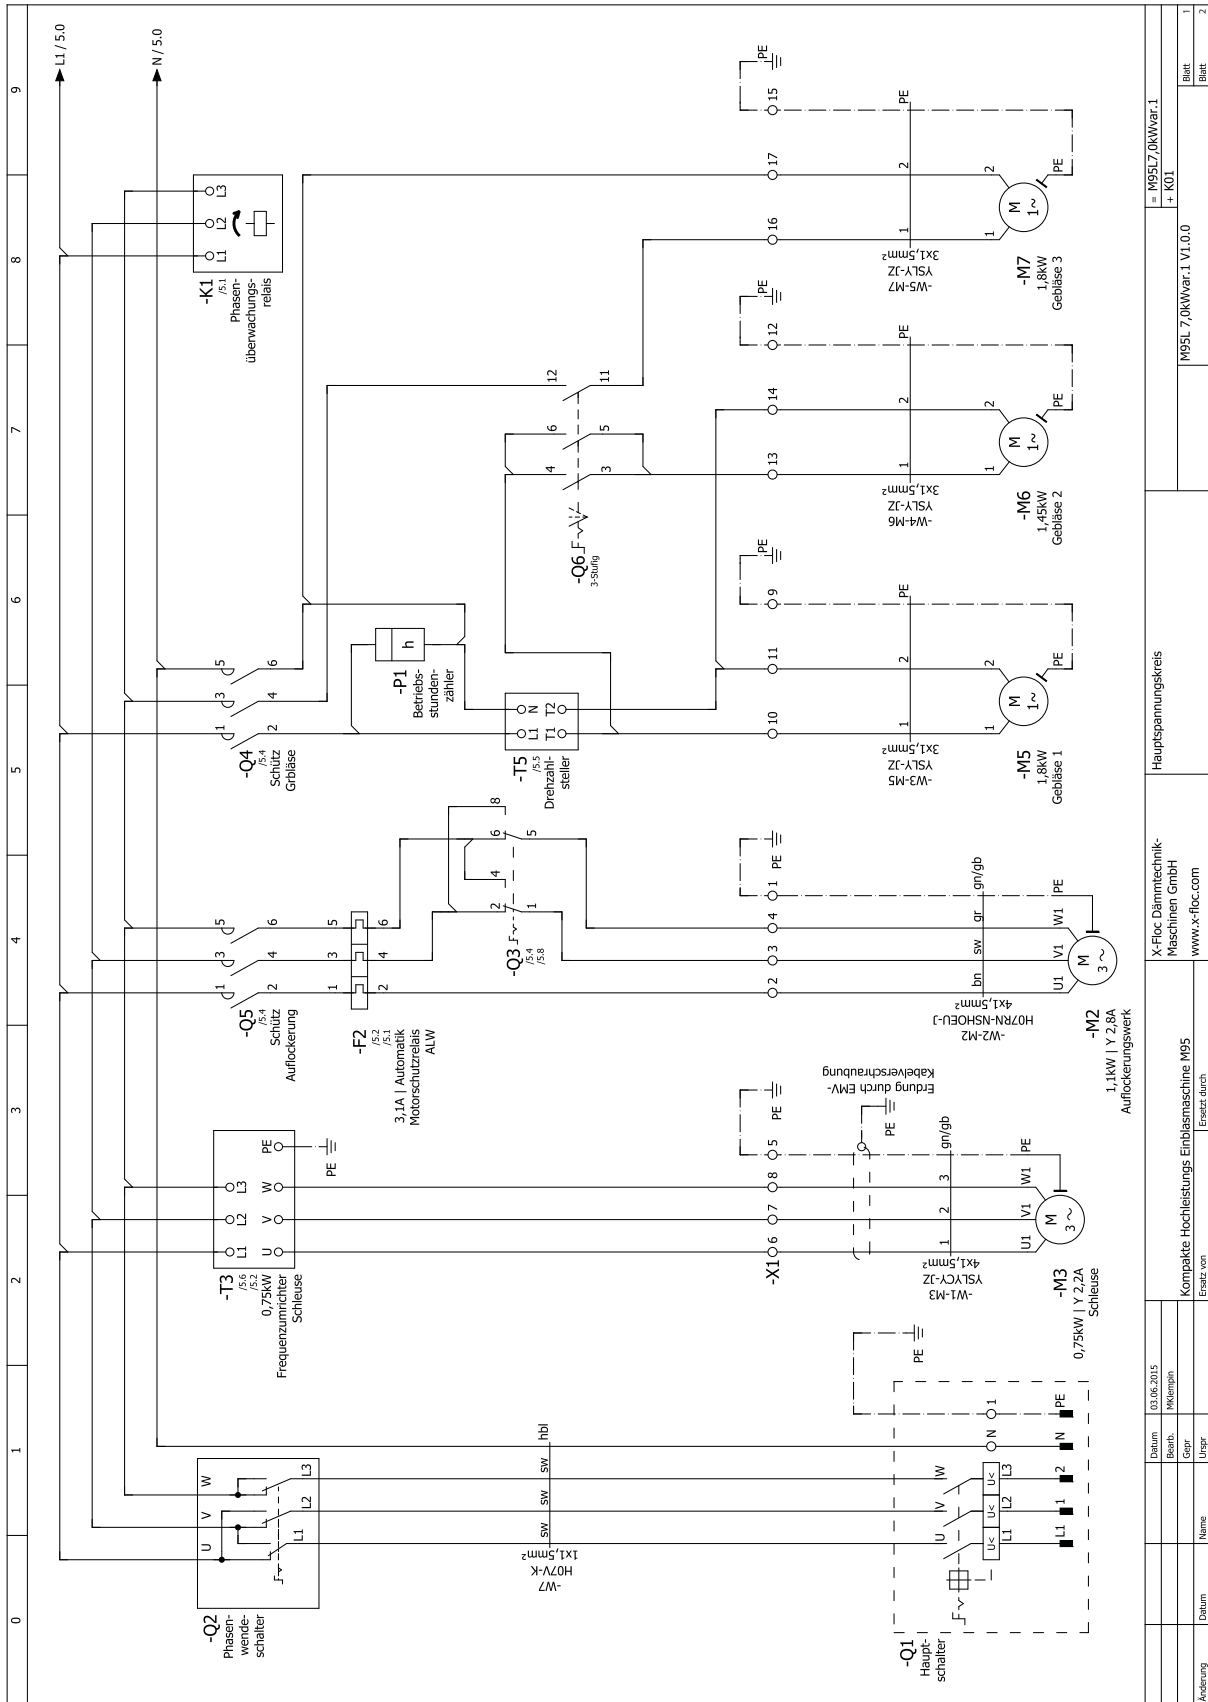 0 1 2 3 4 5 6 7 8 9
L1 / 5.0
N / 5.0
-Q2
Phasen-
wende-
schalter
U V W
L1 L2 L3
-W7
H07V-K
1x1,5mm²
sw sw sw hbl
-Q1
Haupt-
schalter
U V W
U< U< U<
L1 L2 L3 N 1
L1 1 2 N PE
PE
-T3
/5.6
/5.2
0,75kW
Frequenzumrichter
Schleuse
L1 L2 L3
U V W PE
PE
-X1
6 7 8 5
PE
PE
Erdung durch EMV-
Kabelverschraubung
-W1-M3
YSLYCY-JZ
4x1,5mm²
1 2 3 gn/gb
U1 V1 W1 PE
M
3 ~
-M3
0,75kW | Y 2,2A
Schleuse
-Q5
/5.4
Schütz
Auflockerung
1 3 5
2 4 6
-F2
/5.2
/5.1
3,1A | Automatik
Motorschutzrelais
ALW
1 3 5
2 4 6
-Q3
/5.4
/5.8
2 4 6 8
1 5
2 3 4 1
PE
-W2-M2
H07RN-NSHOEU-J
4x1,5mm²
bn sw gr gn/gb
U1 V1 W1 PE
M
3 ~
-M2
1,1kW | Y 2,8A
Auflockerungswerk
-Q4
/5.4
Schütz
Grbläse
1 3 5
2 4 6
-P1
Betriebs-
stunden-
zähler
h
-T5
/5.5
Drehzahl-
steller
L1 N
T1 T2
-Q6
3-Stufig
4 6 12
3 5 11
-K1
/5.1
Phasen-
überwachungs-
relais
L1 L2 L3
10 11 9
PE
-W3-M5
YSLY-JZ
3x1,5mm²
1 2 PE
1 2 PE
M
1~
-M5
1,8kW
Gebläse 1
13 14 12
PE
-W4-M6
YSLY-JZ
3x1,5mm²
1 2 PE
1 2 PE
M
1~
-M6
1,45kW
Gebläse 2
16 17 15
PE
-W5-M7
YSLY-JZ
3x1,5mm²
1 2 PE
1 2 PE
M
1~
-M7
1,8kW
Gebläse 3
Änderung
Datum
Name
Datum 03.06.2015
Bearb. MKlempin
Gepr
Urspr
Kompakte Hochleistungs Einblasmaschine M95
Ersatz von
Ersetzt durch
X-Floc Dämmtechnik-
Maschinen GmbH
www.x-floc.com
Hauptspannungskreis
M95L 7,0kWvar.1 V1.0.0
= M95L7,0kWvar.1
+ K01
Blatt 1
Blatt 2